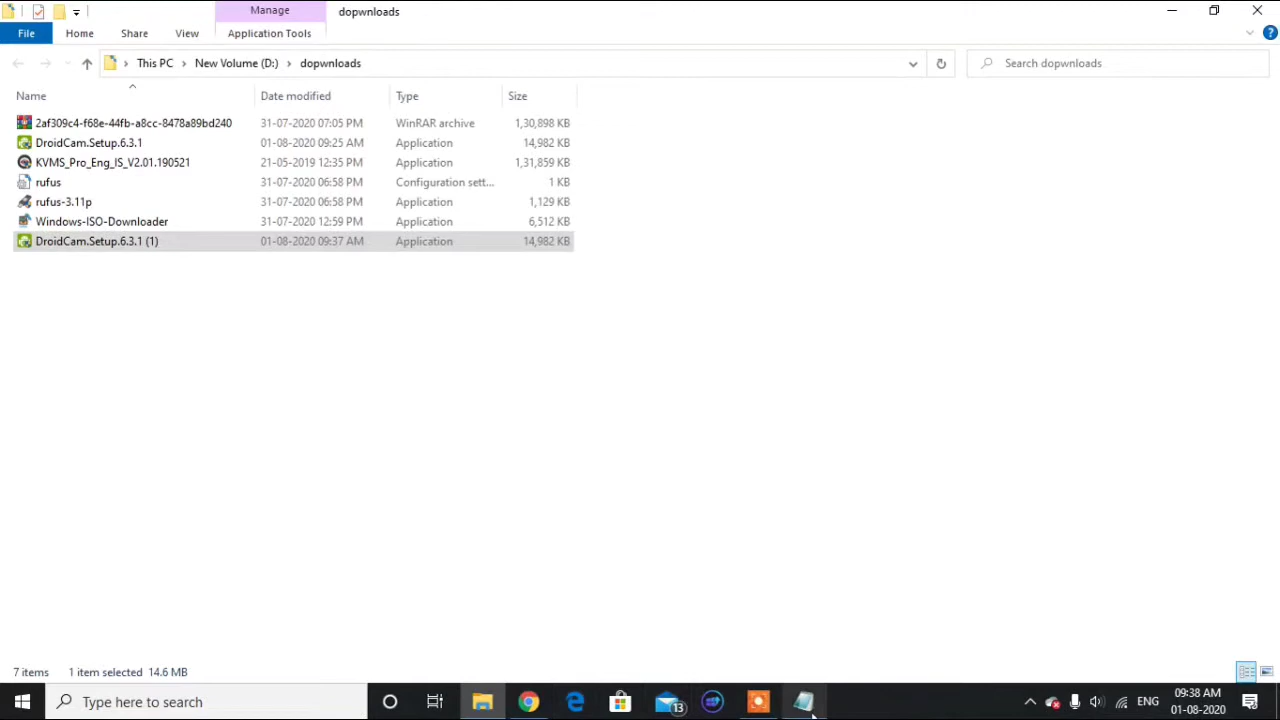 Manage
dopwnloads
File
Home
Share
View
Application Tools
This PC
New Volume (D:)
dopwnloads
Search dopwnloads
Name
Date modified
Type
Size
2af309c4-f68e-44fb-a8cc-8478a89bd240 31-07-2020 07:05 PM WinRAR archive 1,30,898 KB
DroidCam.Setup.6.3.1 01-08-2020 09:25 AM Application 14,982 KB
KVMS_Pro_Eng_IS_V2.01.190521 21-05-2019 12:35 PM Application 1,31,859 KB
rufus 31-07-2020 06:58 PM Configuration sett... 1 KB
rufus-3.11p 31-07-2020 06:58 PM Application 1,129 KB
Windows-ISO-Downloader 31-07-2020 12:59 PM Application 6,512 KB
DroidCam.Setup.6.3.1 (1) 01-08-2020 09:37 AM Application 14,982 KB
7 items
1 item selected 14.6 MB
Type here to search
13
ENG
09:38 AM
01-08-2020